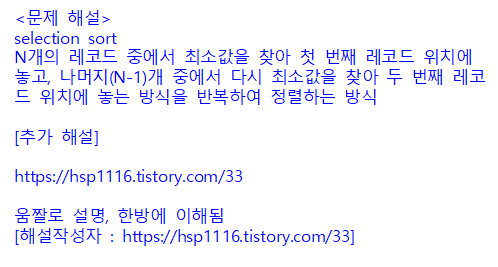 <문제 해설>
selection sort
N개의 레코드 중에서 최소값을 찾아 첫 번째 레코드 위치에
놓고, 나머지(N-1)개 중에서 다시 최소값을 찾아 두 번째 레코
드 위치에 놓는 방식을 반복하여 정렬하는 방식
[추가 해설]
https://hsp1116.tistory.com/33
움짤로 설명, 한방에 이해됨
[해설작성자 : https://hsp1116.tistory.com/33]